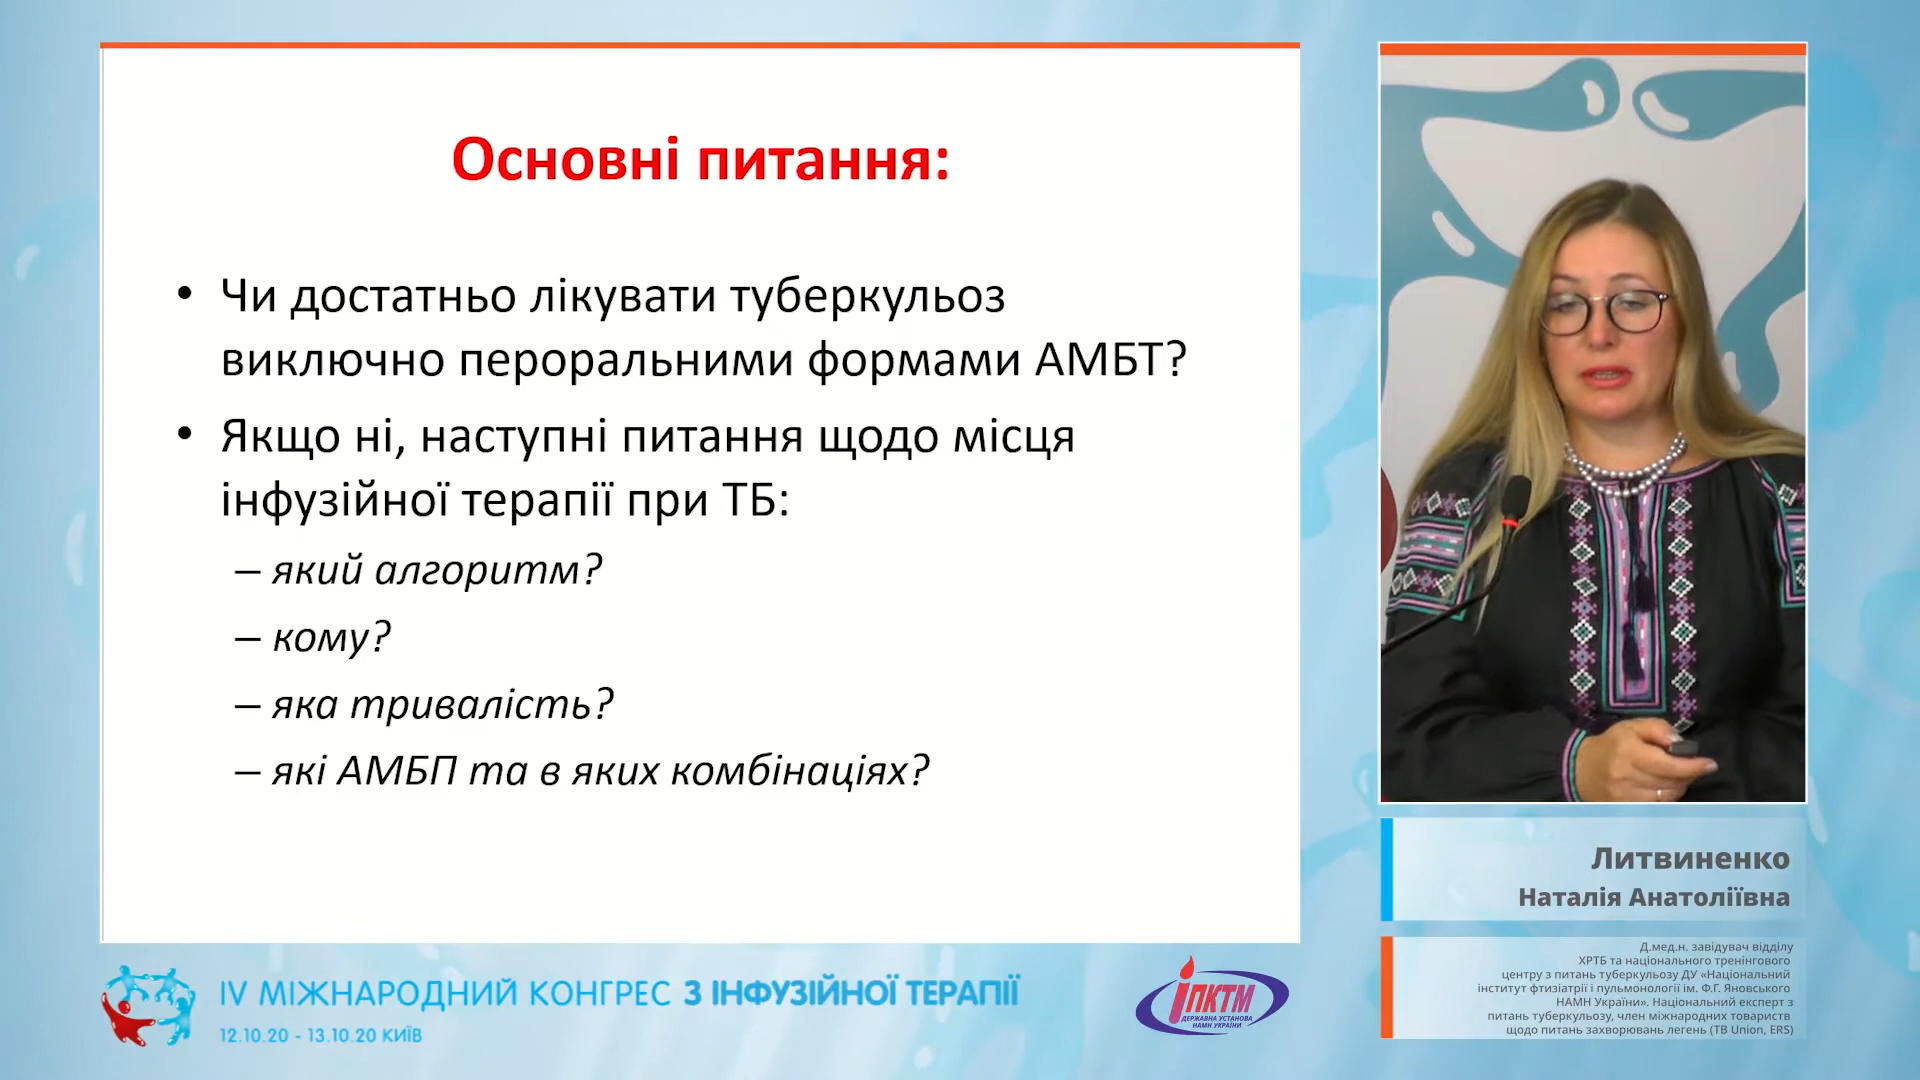 Основні питання:
• Чи достатньо лікувати туберкульоз
виключно пероральними формами АМБТ?
• Якщо ні, наступні питання щодо місця
інфузійної терапії при ТБ:
– який алгоритм?
– кому?
– яка тривалість?
– які АМБП та в яких комбінаціях?
Литвиненко
Наталія Анатоліївна
Д.мед.н. завідувач відділу
ХРТБ та національного тренінгового
центру з питань туберкульозу ДУ «Національний
інститут фтизіатрії і пульмонології ім. Ф.Г. Яновського
НАМН України». Національний експерт з
питань туберкульозу, член міжнародних товариств
щодо питань захворювань легень (TB Union, ERS)
IV МІЖНАРОДНИЙ КОНГРЕС З ІНФУЗІЙНОЇ ТЕРАПІЇ
12.10.20 - 13.10.20 КИЇВ
ІПКТМ
ДЕРЖАВНА УСТАНОВА
НАМН УКРАЇНИ